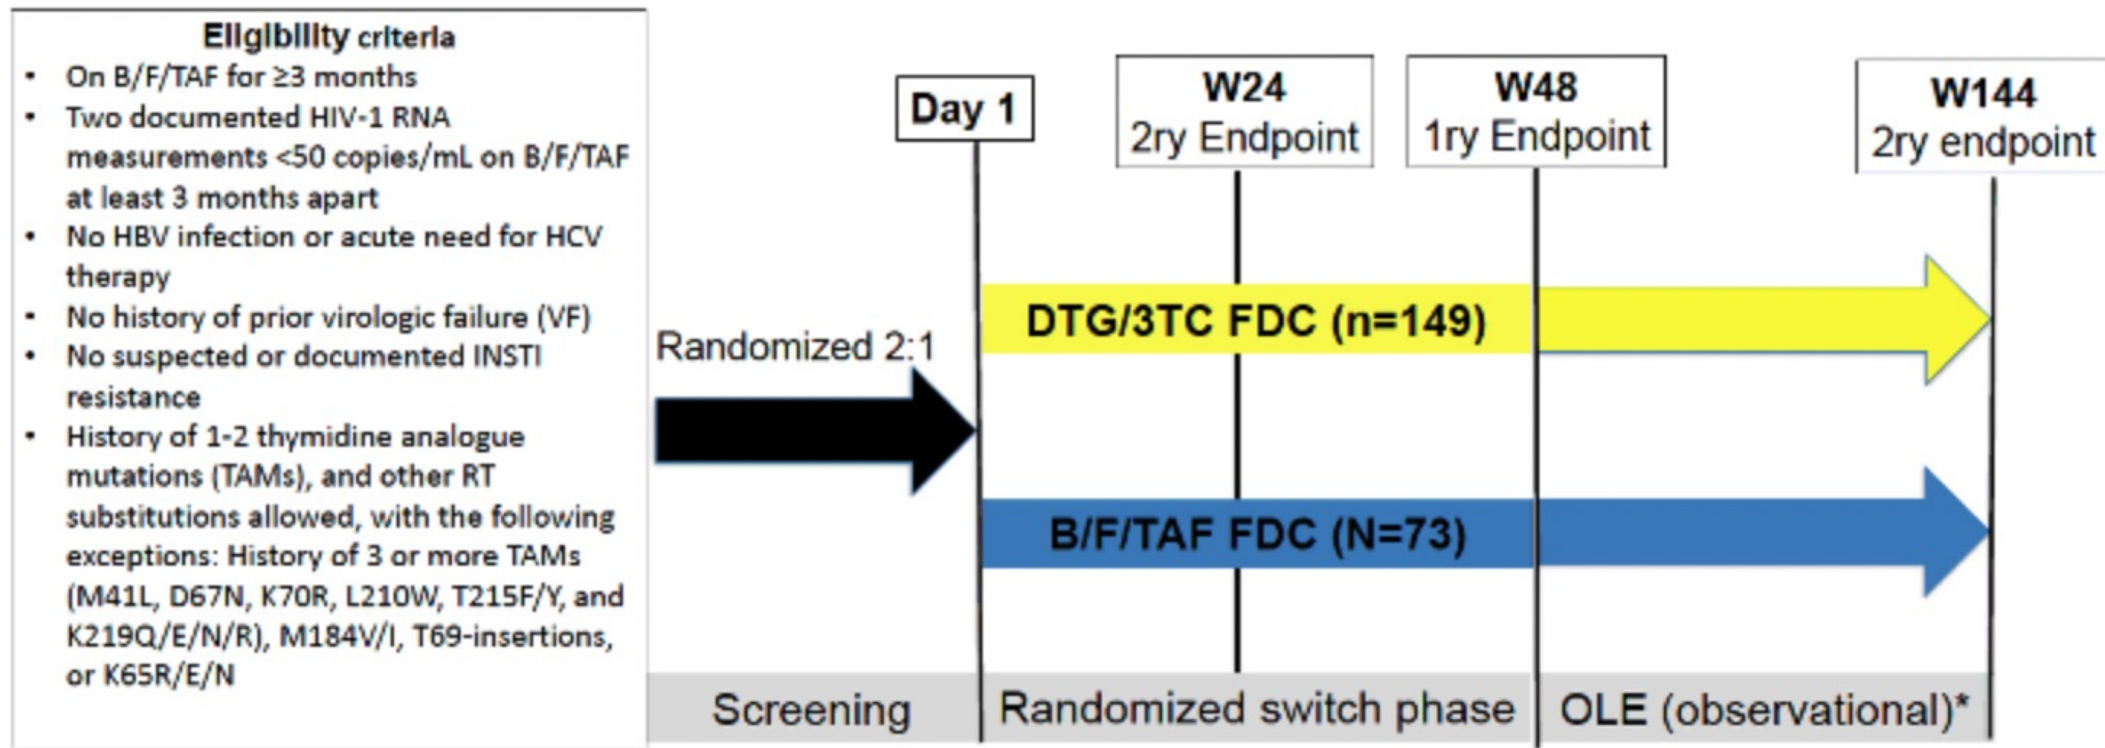 Eligibility criteria
• On B/F/TAF for ≥3 months
• Two documented HIV-1 RNA
measurements <50 copies/mL on B/F/TAF
at least 3 months apart
• No HBV infection or acute need for HCV
therapy
• No history of prior virologic failure (VF)
• No suspected or documented INSTI
resistance
• History of 1-2 thymidine analogue
mutations (TAMs), and other RT
substitutions allowed, with the following
exceptions: History of 3 or more TAMs
(M41L, D67N, K70R, L210W, T215F/Y, and
K219Q/E/N/R), M184V/I, T69-insertions,
or K65R/E/N
Randomized 2:1
Day 1
W24
2ry Endpoint
W48
1ry Endpoint
W144
2ry endpoint
DTG/3TC FDC (n=149)
B/F/TAF FDC (N=73)
Screening
Randomized switch phase
OLE (observational)*